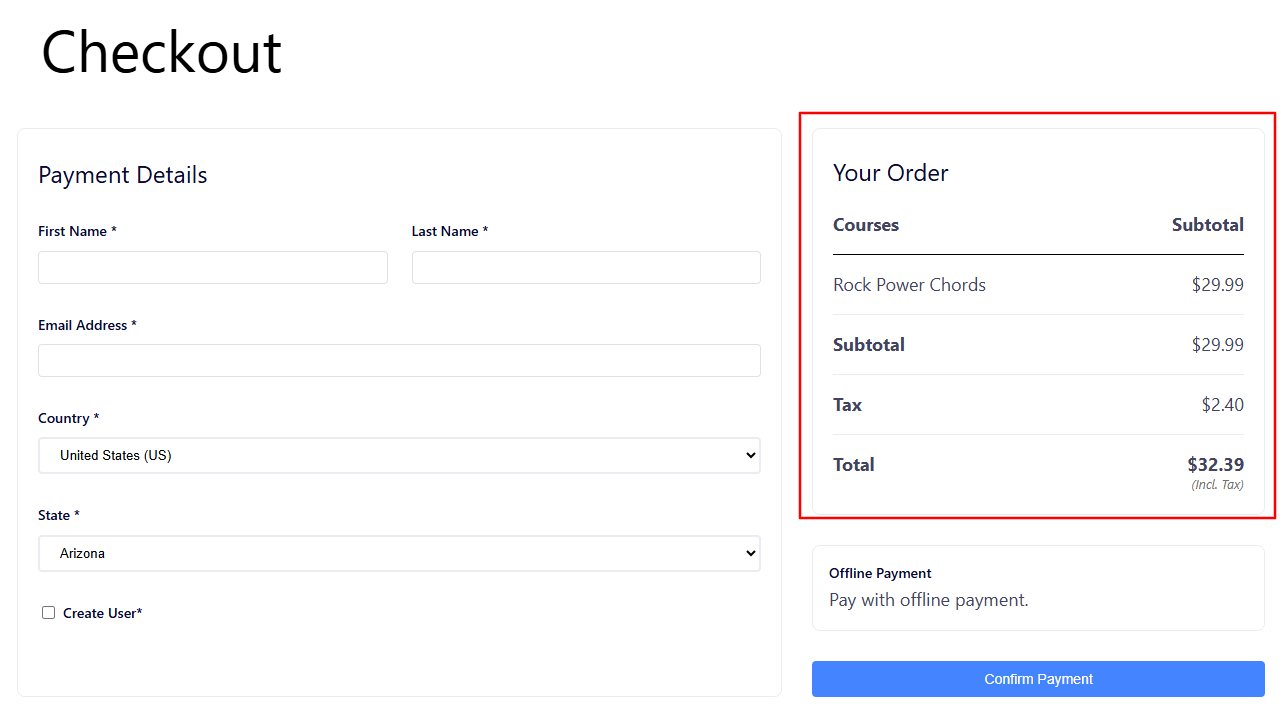 Checkout
Payment Details
First Name *
Last Name *
Email Address *
Country *
United States (US)
State *
Arizona
Create User*
Your Order
Courses Subtotal
Rock Power Chords $29.99
Subtotal $29.99
Tax $2.40
Total $32.39
(Incl. Tax)
Offline Payment
Pay with offline payment.
Confirm Payment